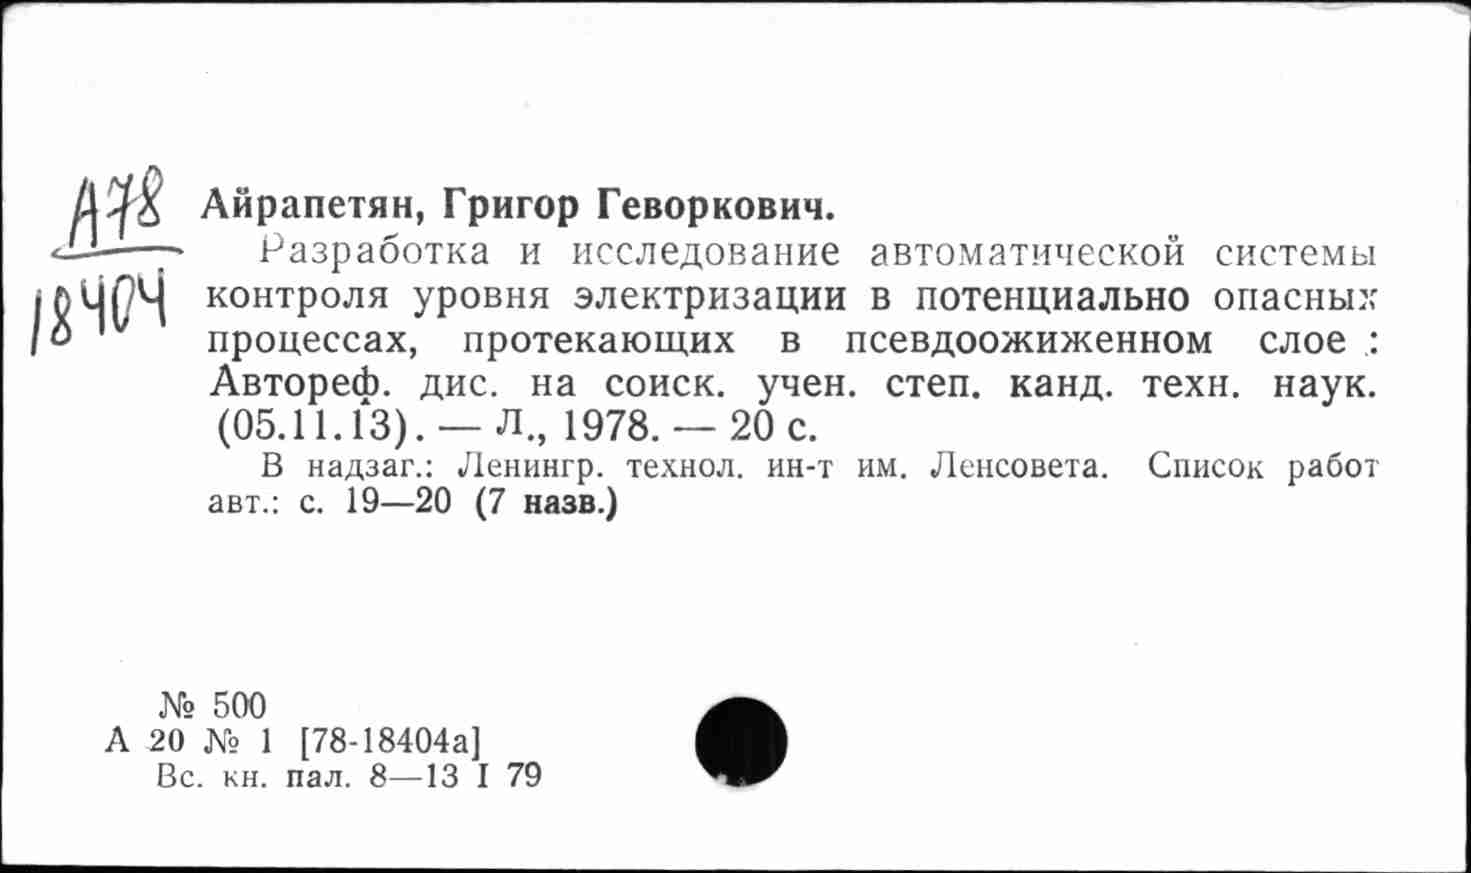 А78
18404
Айрапетян, Григор Геворкович.
Разработка и исследование автоматической системы
контроля уровня электризации в потенциально опасных
процессах, протекающих в псевдоожиженном слое :
Автореф. дис. на соиск. учен. степ. канд. техн. наук.
(05.11.13). — Л., 1978. — 20 с.
В надзаг.: Ленингр. технол. ин-т им. Ленсовета. Список работ
авт.: с. 19—20 (7 назв.)
№ 500
А 20 № 1 [78-18404а]
Вс. кн. пал. 8—13 I 79